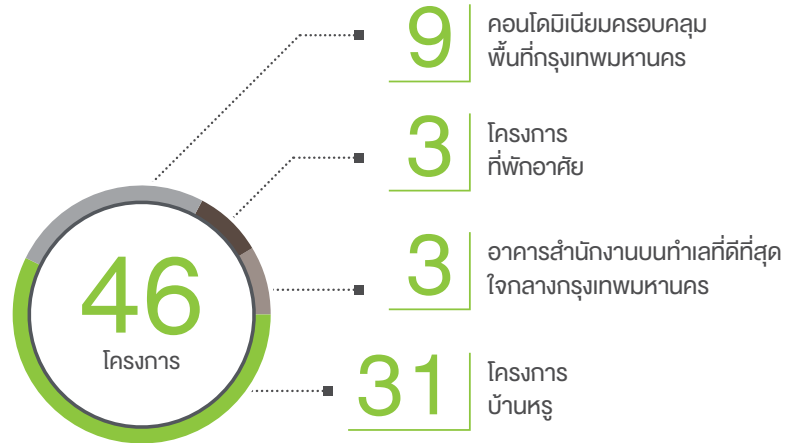 9
คอนโดมิเนียมครอบคลุม
พื้นที่กรุงเทพมหานคร
3
โครงการ
ที่พักอาศัย
46
โครงการ
3
อาคารสำนักงานบนทำเลที่ดีที่สุด
ใจกลางกรุงเทพมหานคร
31
โครงการ
บ้านหรู